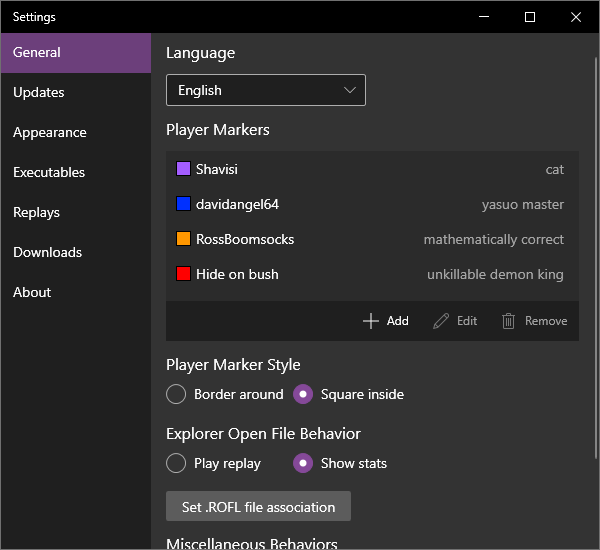 Settings
General
Updates
Appearance
Executables
Replays
Downloads
About
Language
English
Player Markers
Shavisi cat
davidangel64 yasuo master
RossBoomsocks mathematically correct
Hide on bush unkillable demon king
Add Edit Remove
Player Marker Style
Border around Square inside
Explorer Open File Behavior
Play replay Show stats
Set .ROFL file association
Miscellaneous Behaviors